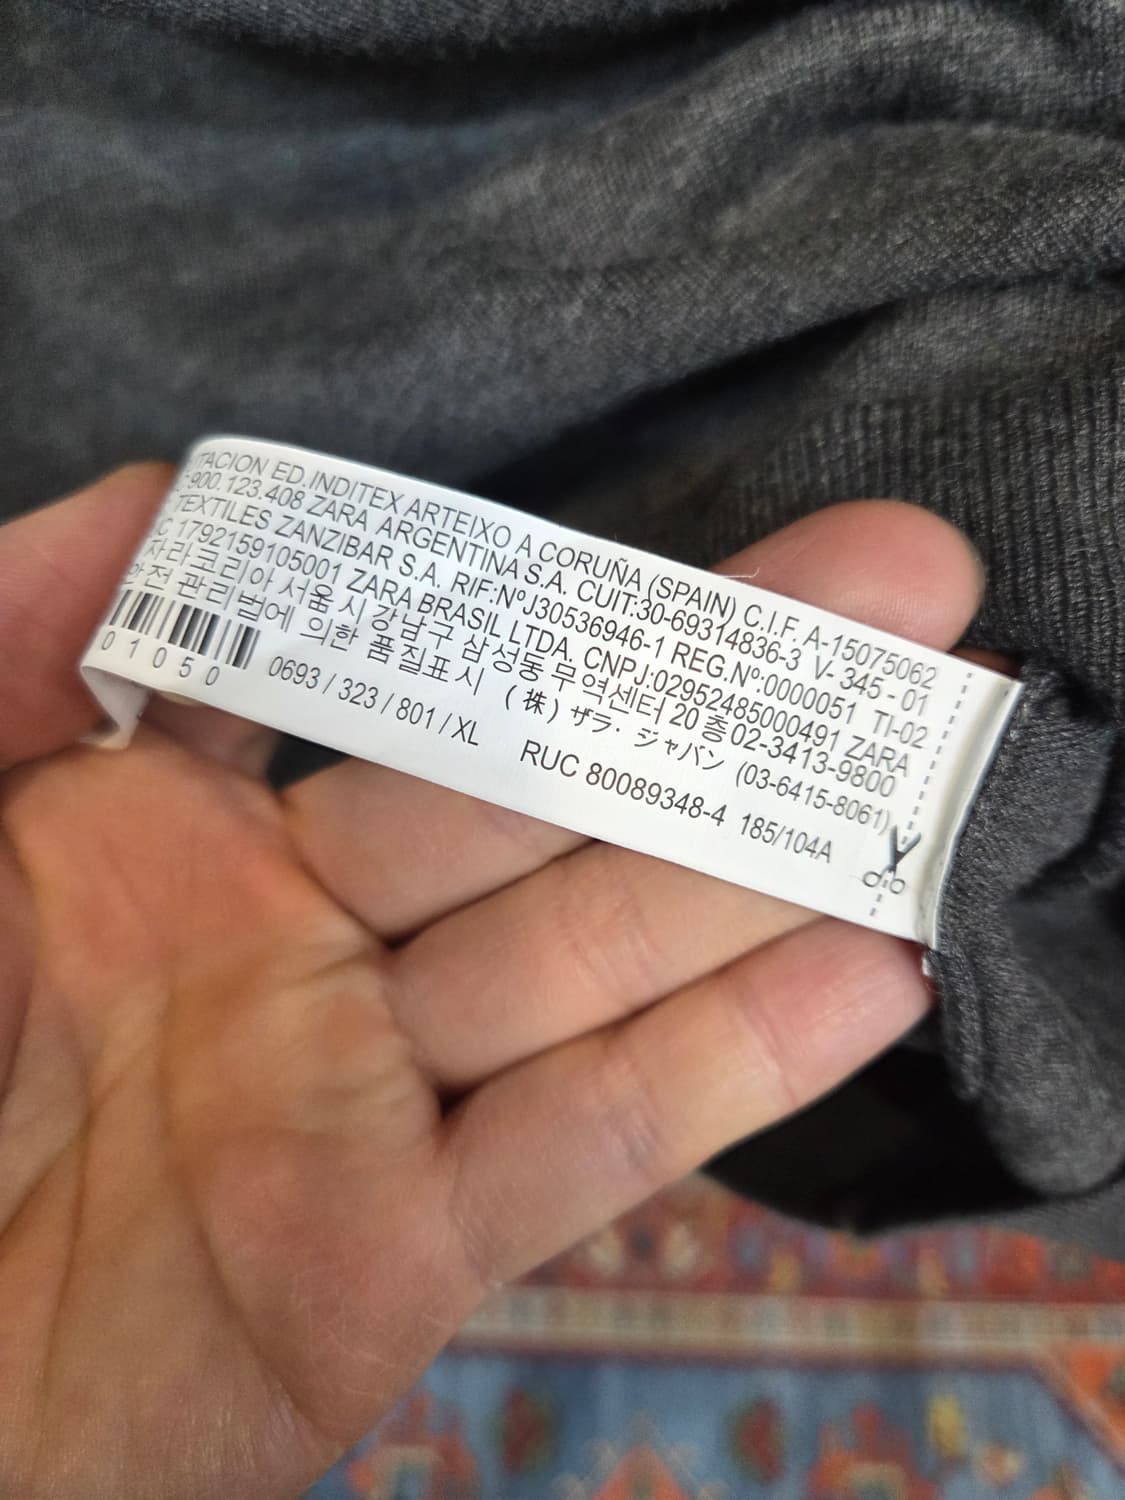 TACION ED. INDITEX ARTEIXO A CORUÑA (SPAIN) C.I.F. A-15075062
900.123.408 ZARA ARGENTINA S.A. CUIT:30-69314836-3 V- 345 - 01
TEXTILES ZANZIBAR S.A. RIF:NºJ30536946-1 REG.Nº:0000051 TI-02
C 1792159105001 ZARA BRASIL LTDA, CNPJ:02952485000491 ZARA
자라코리아 서울시 강남구 삼성동 무역센터 20 층 02-3413-9800
안전 관리법에 의한 품질표시 (株) ザラ・ジャパン (03-6415-8061)
01050 0693 / 323 / 801 / XL RUC 80089348-4 185/104A